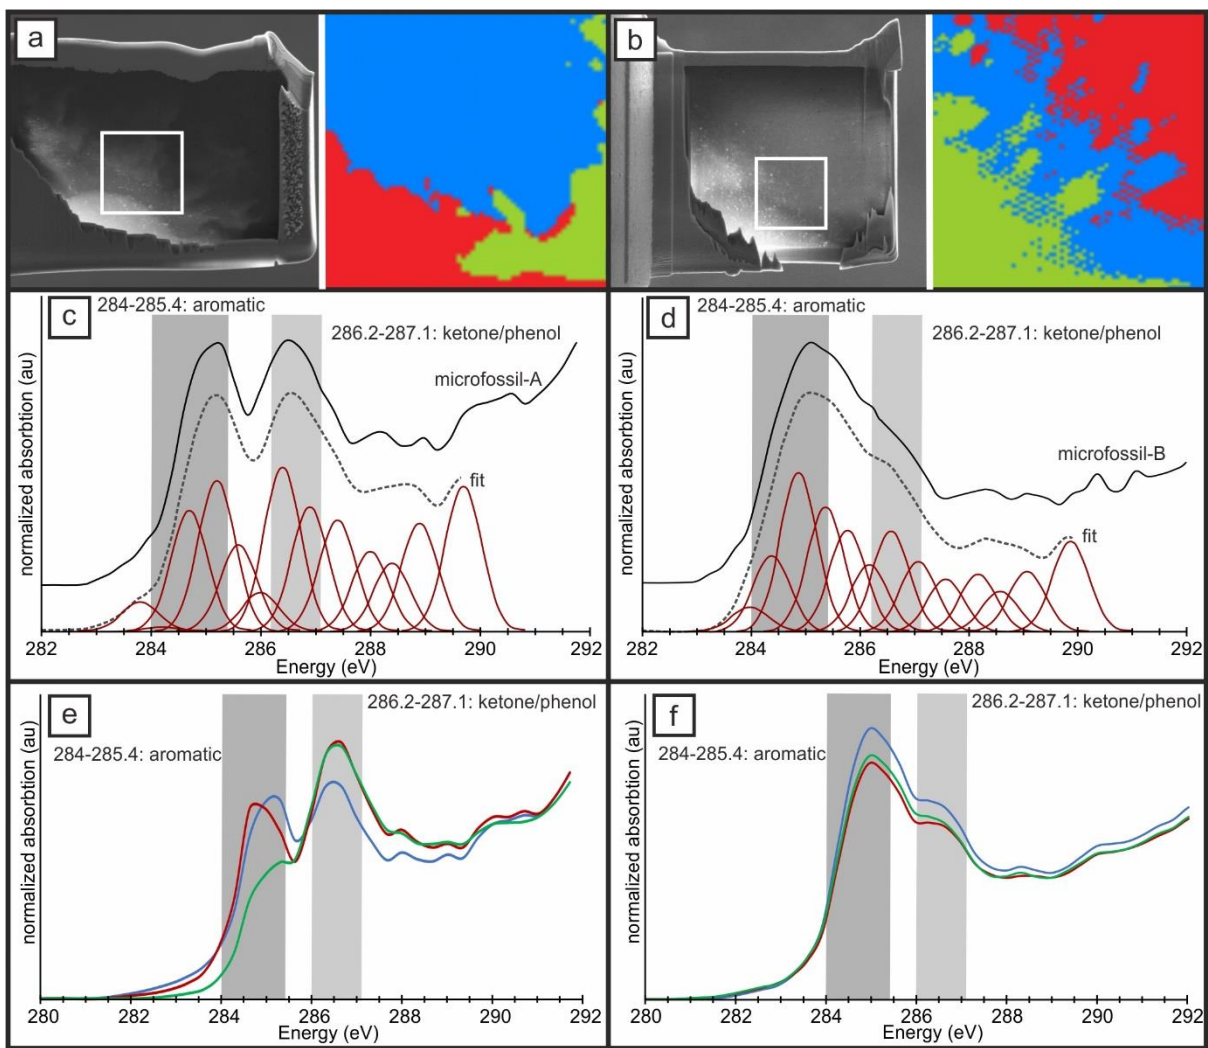 a
b
c
284-285.4: aromatic
286.2-287.1: ketone/phenol
microfossil-A
fit
normalized absorbtion (au)
282 284 286 288 290 292
Energy (eV)
d
284-285.4: aromatic
286.2-287.1: ketone/phenol
microfossil-B
fit
normalized absorbtion (au)
282 284 286 288 290 292
Energy (eV)
e
286.2-287.1: ketone/phenol
284-285.4: aromatic
normalized absorbtion (au)
280 282 284 286 288 290 292
Energy (eV)
f
286.2-287.1: ketone/phenol
284-285.4: aromatic
normalized absorbtion (au)
280 282 284 286 288 290 292
Energy (eV)